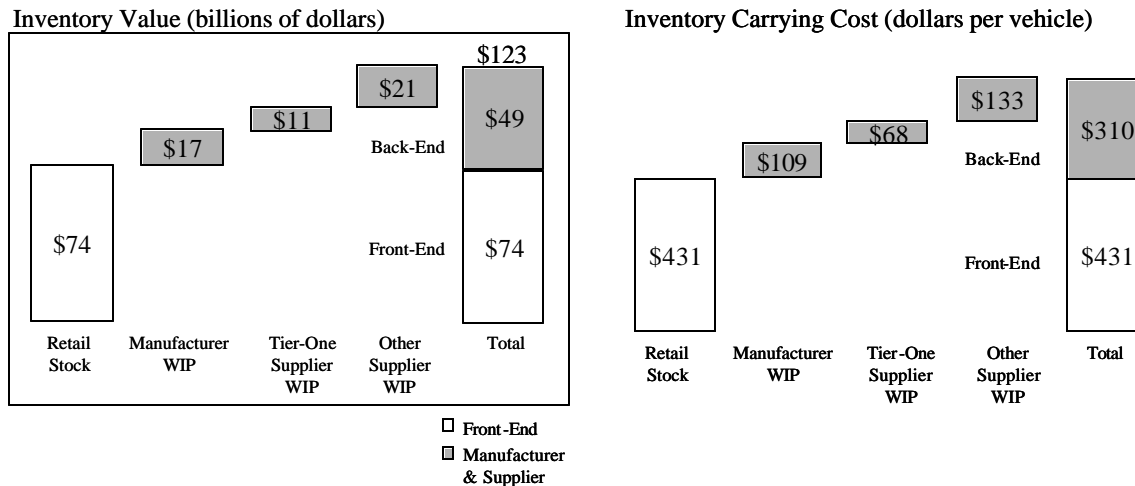 Inventory Value (billions of dollars)
$123
$21
$11
$49
$17
Back-End
$74
Front-End
$74
Retail
Stock
Manufacturer
WIP
Tier-One
Supplier
WIP
Other
Supplier
WIP
Total
Front-End
Manufacturer
& Supplier
Inventory Carrying Cost (dollars per vehicle)
$133
$68
$310
$109
Back-End
$431
Front-End
$431
Retail
Stock
Manufacturer
WIP
Tier-One
Supplier
WIP
Other
Supplier
WIP
Total